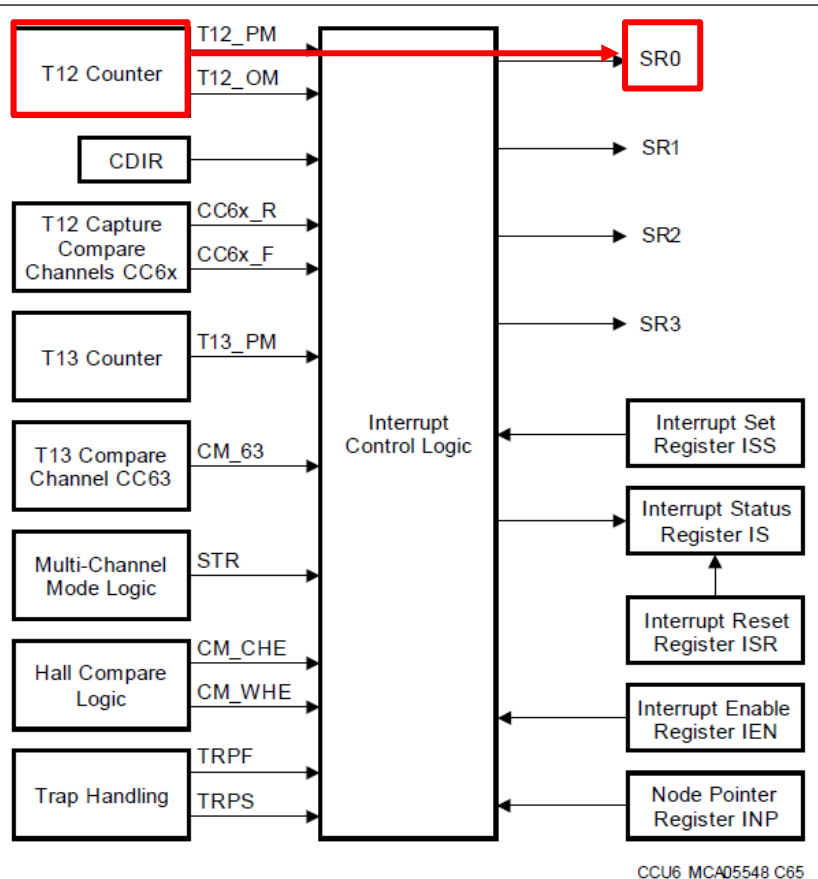 T12 Counter
T12_PM
T12_OM
CDIR
T12 Capture
Compare
Channels CC6x
CC6x_R
CC6x_F
T13 Counter
T13_PM
T13 Compare
Channel CC63
CM_63
Multi-Channel
Mode Logic
STR
Hall Compare
Logic
CM_CHE
CM_WHE
Trap Handling
TRPF
TRPS
Interrupt
Control Logic
SR0
SR1
SR2
SR3
Interrupt Set
Register ISS
Interrupt Status
Register IS
Interrupt Reset
Register ISR
Interrupt Enable
Register IEN
Node Pointer
Register INP
CCU6_MCA05548 C65